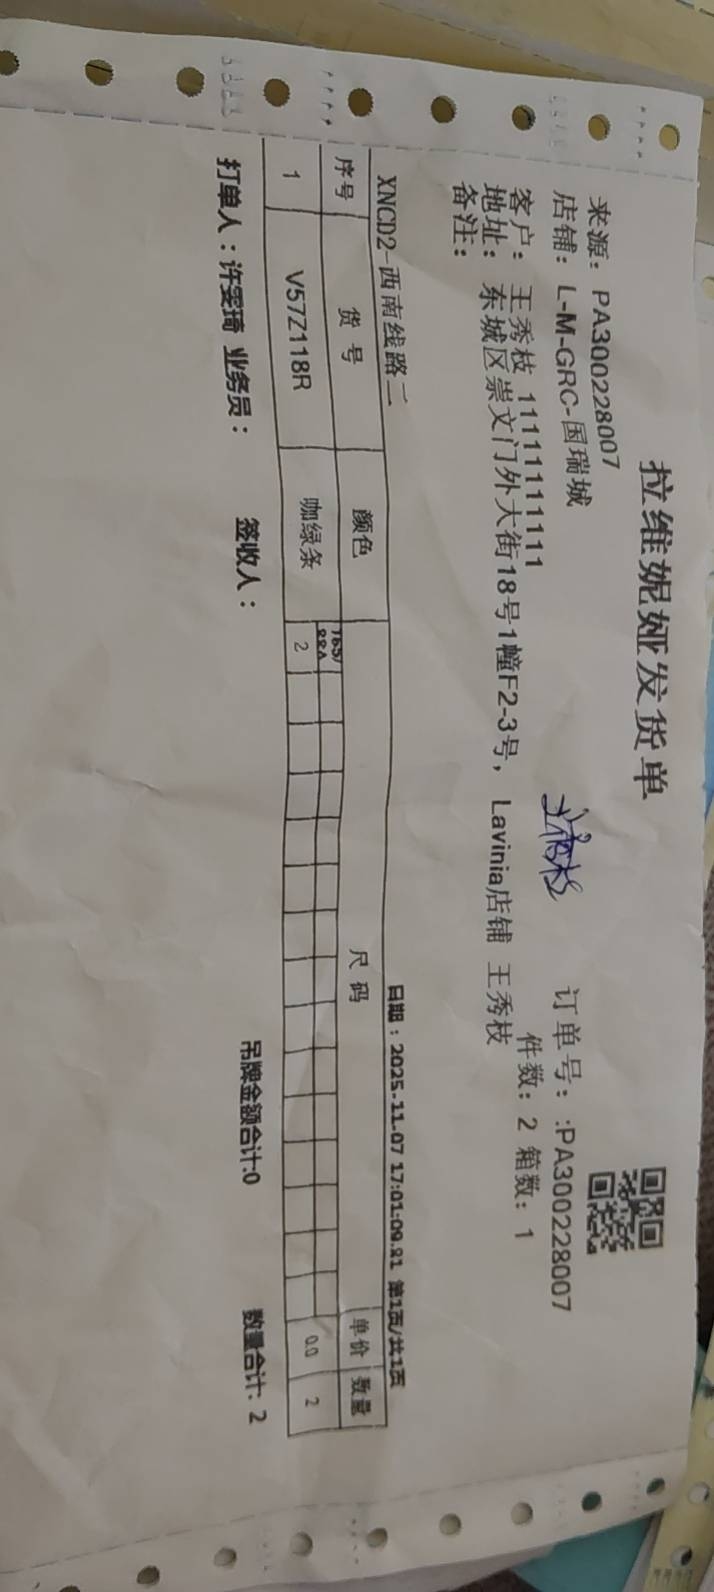 拉维妮娅发货单
来源：PA300228007
店铺：L-M-GRC-国瑞城
订单号：:PA300228007
客户：王秀枝 11111111111
件数：2 箱数：1
地址：东城区崇文门外大街18号1幢F2-3号，Lavinia店铺 王秀枝
备注：
XNCD2-西南线路二
日期：2025-11-07 17:01:09.81 第1页/共1页
序号 货号 颜色 尺码 单价 数量
165/88A
1 V57Z118R 咖绿条 2 0.0 2
打单人：许雯琦 业务员： 签收人： 吊牌金额合计:0 数量合计: 2